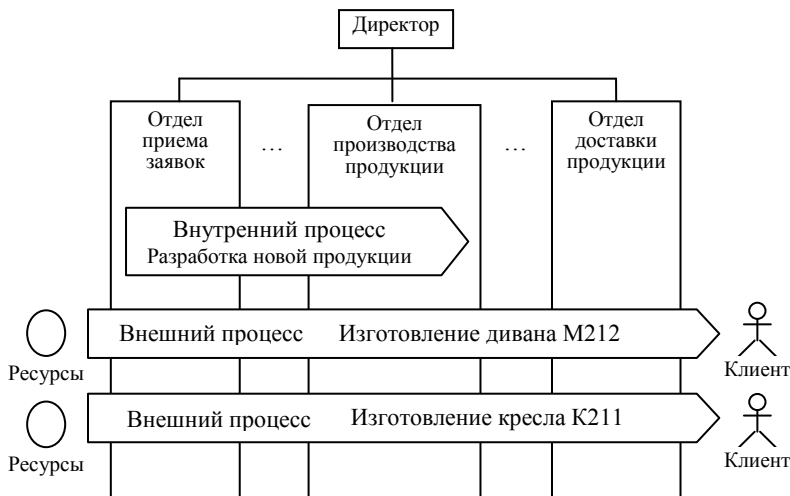 Директор
Отдел
приема
заявок
…
Отдел
производства
продукции
…
Отдел
доставки
продукции
Внутренний процесс
Разработка новой продукции
Внешний процесс Изготовление дивана М212
Ресурсы
Клиент
Внешний процесс Изготовление кресла К211
Ресурсы
Клиент